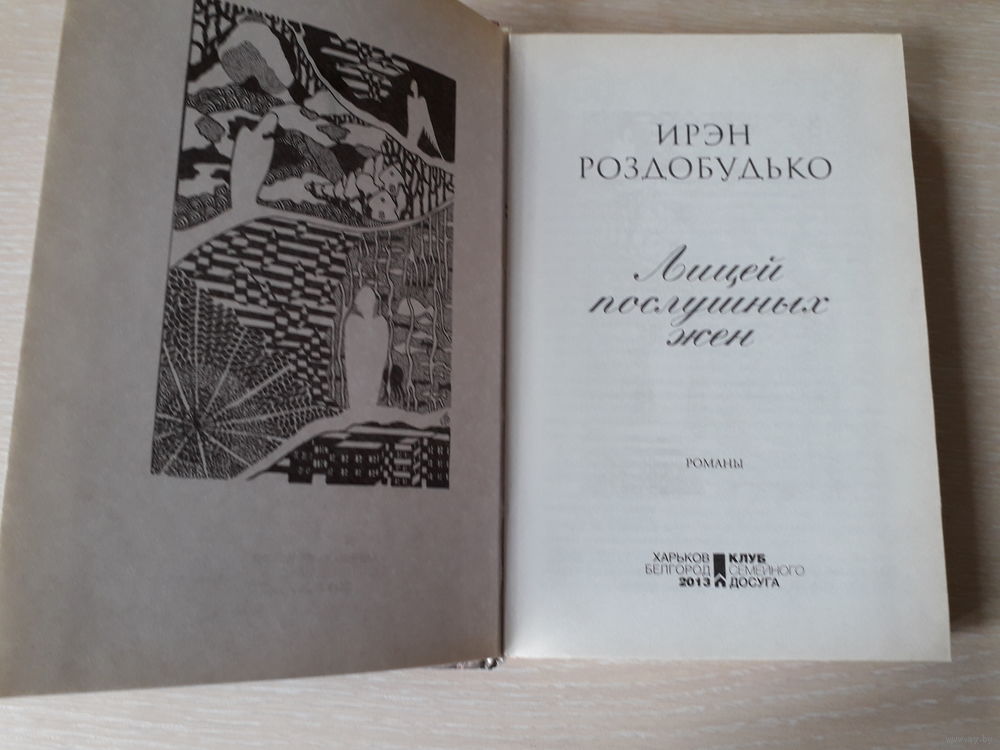 ИРЭН
РОЗДОБУДЬКО
Лицей
послушных
жен
РОМАНЫ
ХАРЬКОВ
БЕЛГОРОД
2013
КЛУБ
СЕМЕЙНОГО
ДОСУГА